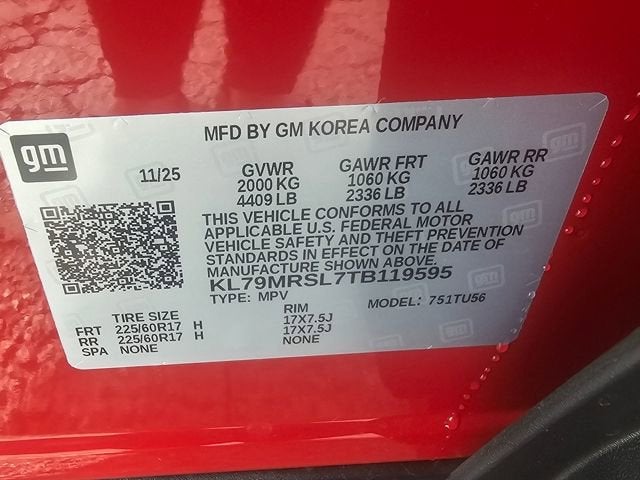 MFD BY GM KOREA COMPANY
gm
11/25
GVWR
2000 KG
4409 LB
GAWR FRT
1060 KG
2336 LB
GAWR RR
1060 KG
2336 LB
THIS VEHICLE CONFORMS TO ALL
APPLICABLE U.S. FEDERAL MOTOR
VEHICLE SAFETY AND THEFT PREVENTION
STANDARDS IN EFFECT ON THE DATE OF
MANUFACTURE SHOWN ABOVE.
KL79MRSL7TB119595
TYPE: MPV
MODEL: 751TU56
TIRE SIZE
RIM
FRT 225/60R17 H 17X7.5J
RR 225/60R17 H 17X7.5J
SPA NONE NONE